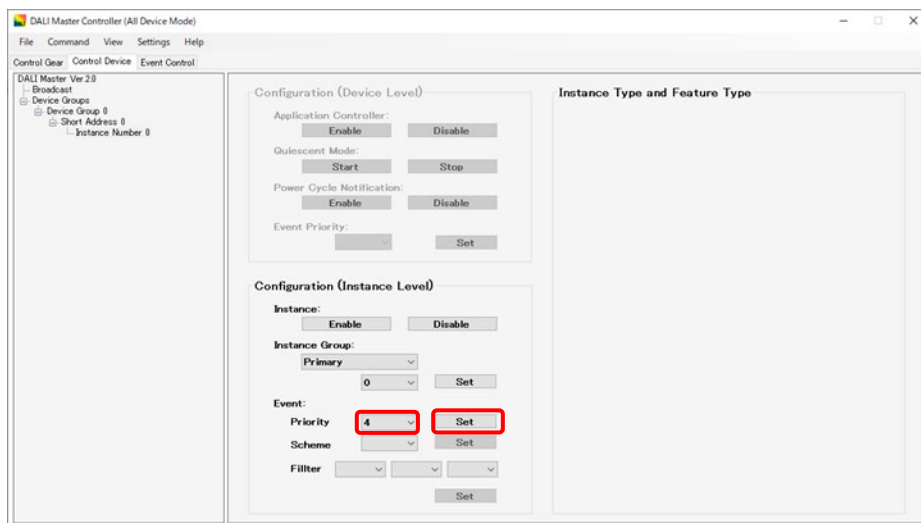 DALI Master Controller (All Device Mode)
File Command View Settings Help
Control Gear Control Device Event Control
DALI Master Ver.2.0
Broadcast
Device Groups
Device Group 0
Short Address 0
Instance Number 0
Configuration (Device Level)
Application Controller:
Enable Disable
Quiescent Mode:
Start Stop
Power Cycle Notification:
Enable Disable
Event Priority:
Set
Configuration (Instance Level)
Instance:
Enable Disable
Instance Group:
Primary
0 Set
Event:
Priority 4 Set
Scheme Set
Fillter
Set
Instance Type and Feature Type